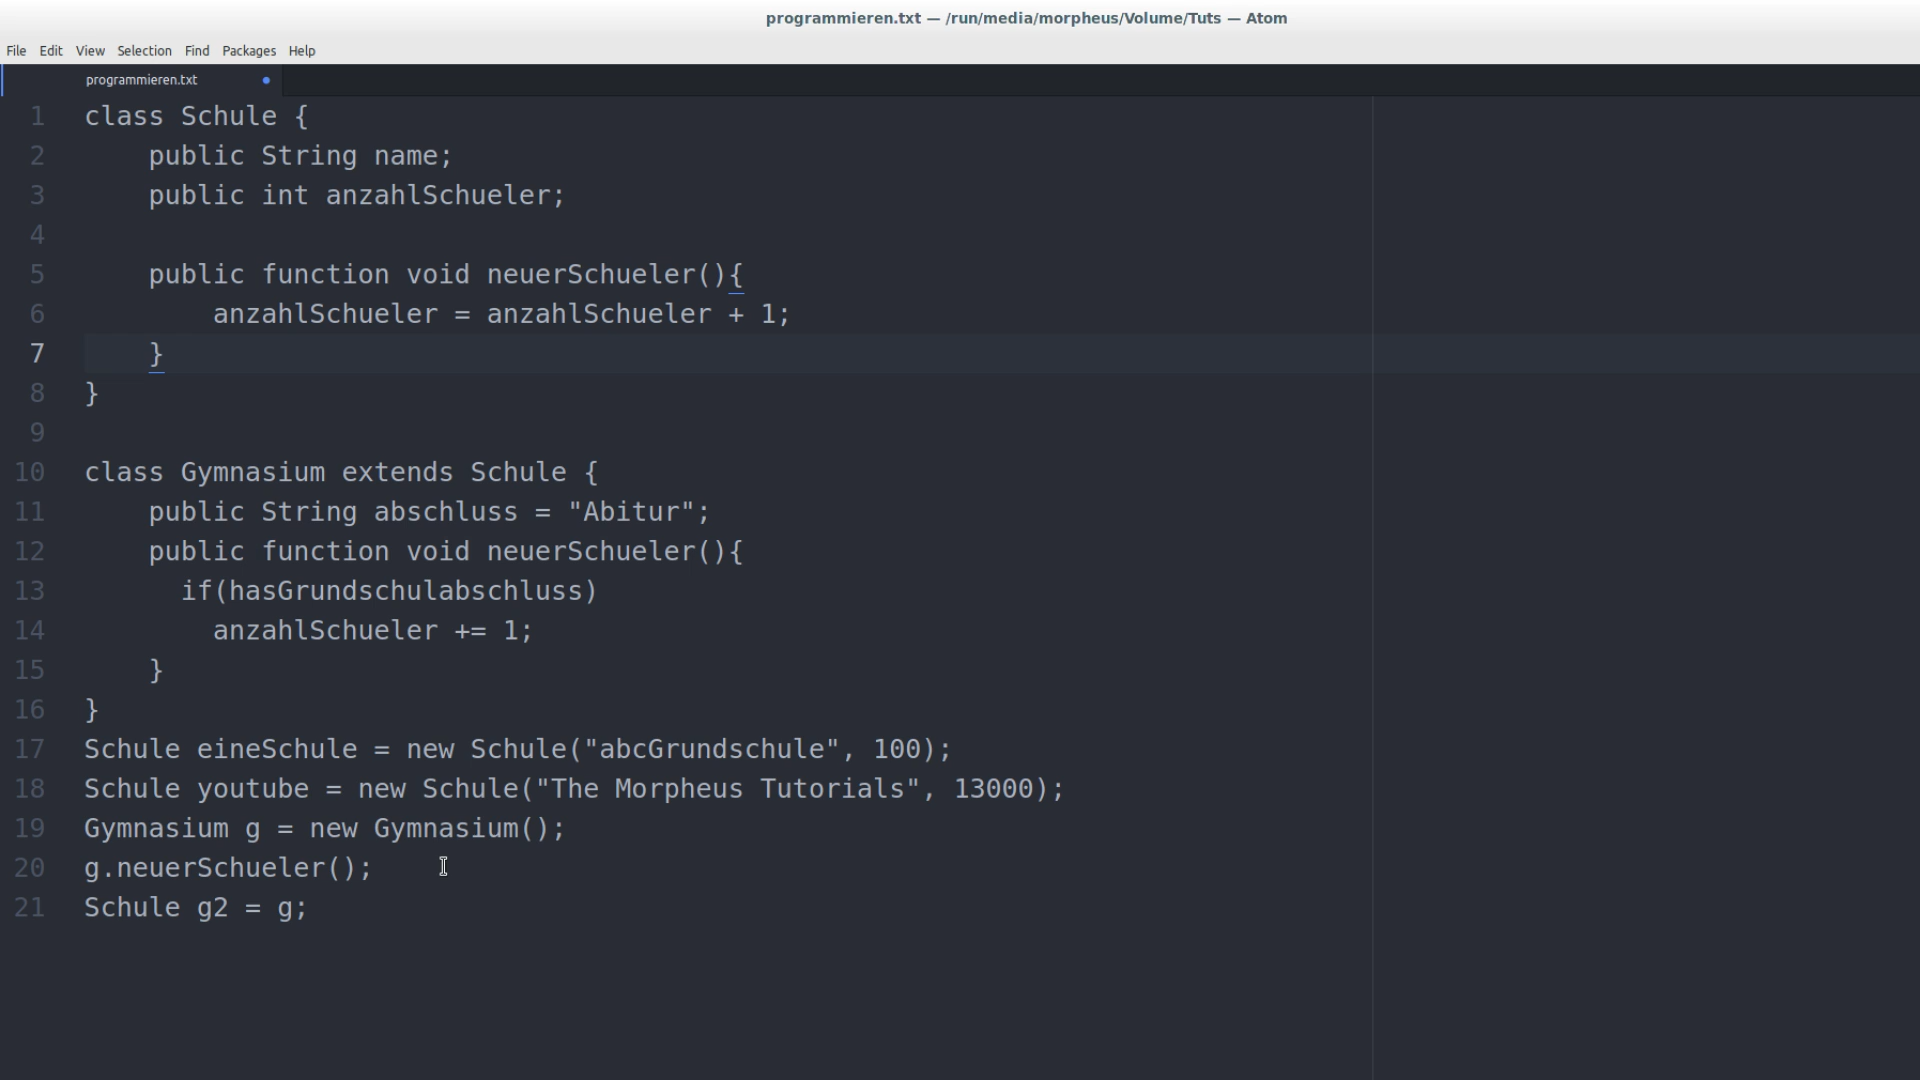 programmieren.txt — /run/media/morpheus/Volume/Tuts — Atom
File Edit View Selection Find Packages Help
programmieren.txt
1 class Schule {
2     public String name;
3     public int anzahlSchueler;
4
5     public function void neuerSchueler(){
6         anzahlSchueler = anzahlSchueler + 1;
7     }
8 }
9
10 class Gymnasium extends Schule {
11     public String abschluss = "Abitur";
12     public function void neuerSchueler(){
13       if(hasGrundschulabschluss)
14         anzahlSchueler += 1;
15     }
16 }
17 Schule eineSchule = new Schule("abcGrundschule", 100);
18 Schule youtube = new Schule("The Morpheus Tutorials", 13000);
19 Gymnasium g = new Gymnasium();
20 g.neuerSchueler();
21 Schule g2 = g;